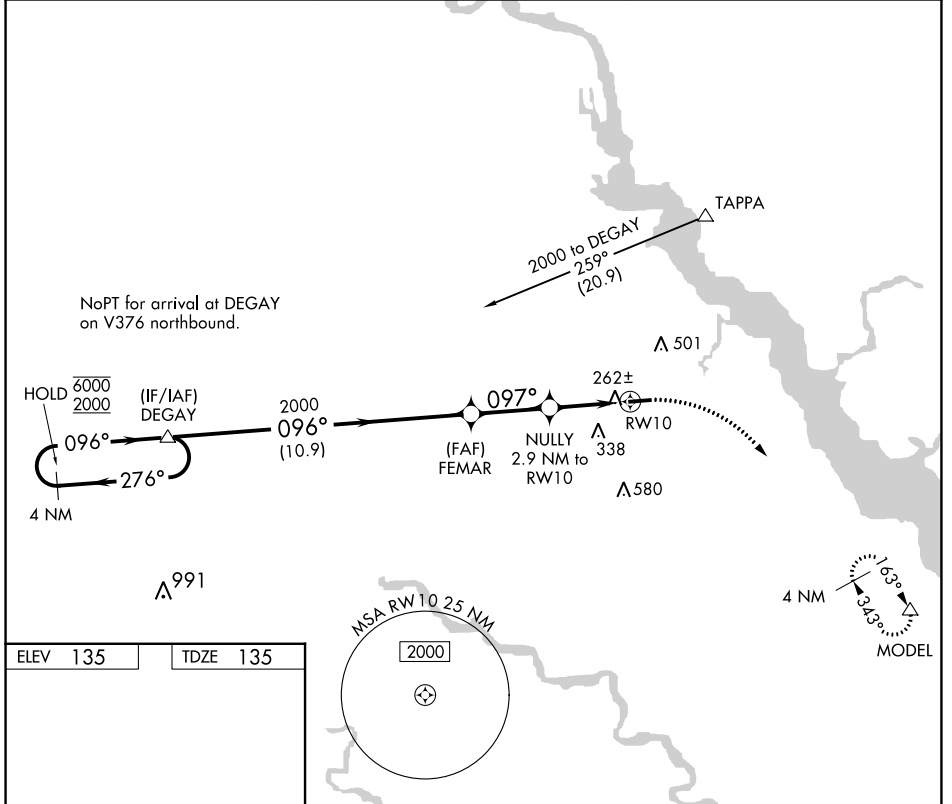 TAPPA
2000 to DEGAY
259°
(20.9)
NoPT for arrival at DEGAY
on V376 northbound.
501
HOLD 6000
2000
(IF/IAF)
DEGAY
2000
096°
096°
(10.9)
097°
262±
RW10
(FAF)
FEMAR
NULLY
2.9 NM to
RW10
338
276°
4 NM
580
991
163°
4 NM
343°
MODEL
MSA RW10 25 NM
2000
ELEV 135
TDZE 135